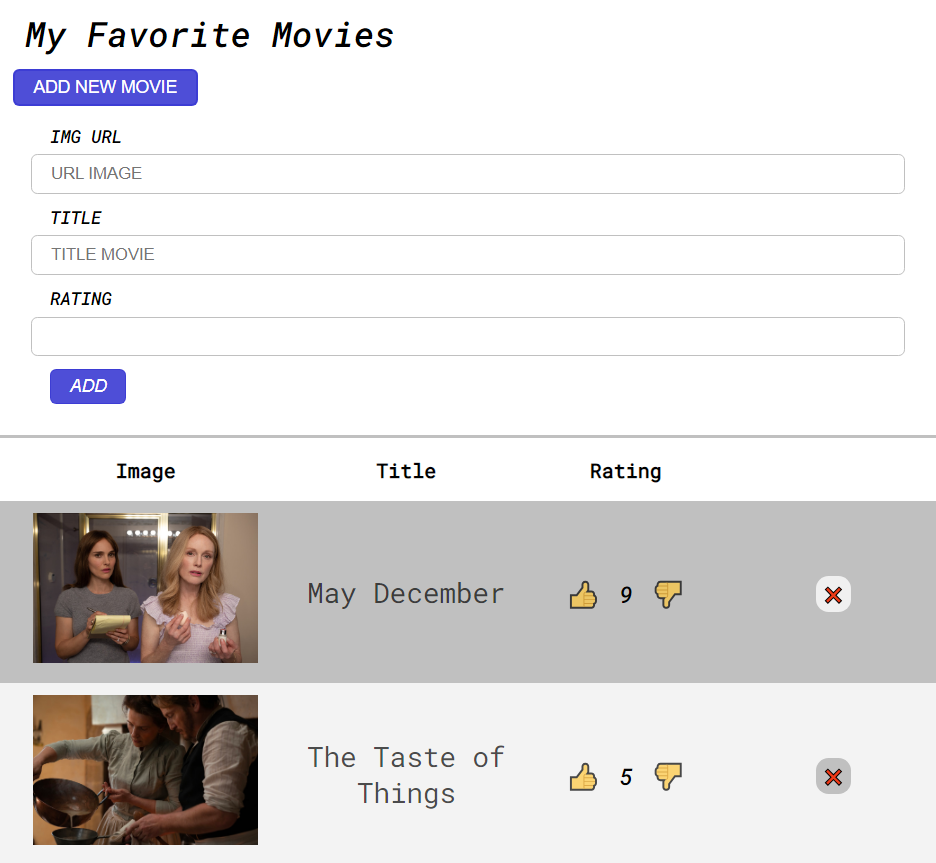 My Favorite Movies
ADD NEW MOVIE
IMG URL
URL IMAGE
TITLE
TITLE MOVIE
RATING
ADD
Image Title Rating
May December 9
The Taste of
Things 5